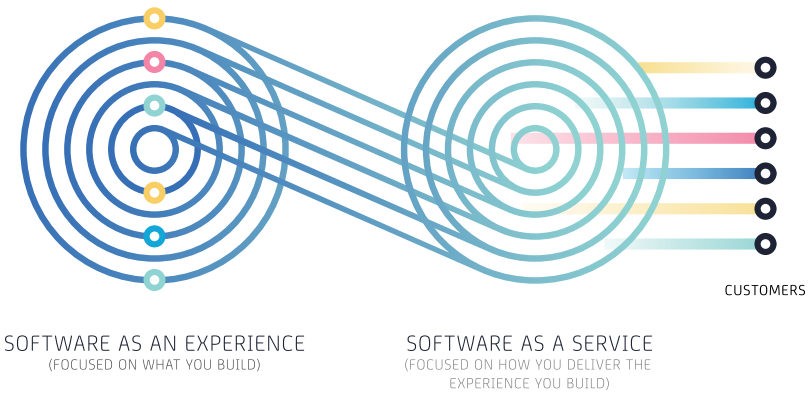 CUSTOMERS
SOFTWARE AS AN EXPERIENCE
(FOCUSED ON WHAT YOU BUILD)
SOFTWARE AS A SERVICE
(FOCUSED ON HOW YOU DELIVER THE
EXPERIENCE YOU BUILD)